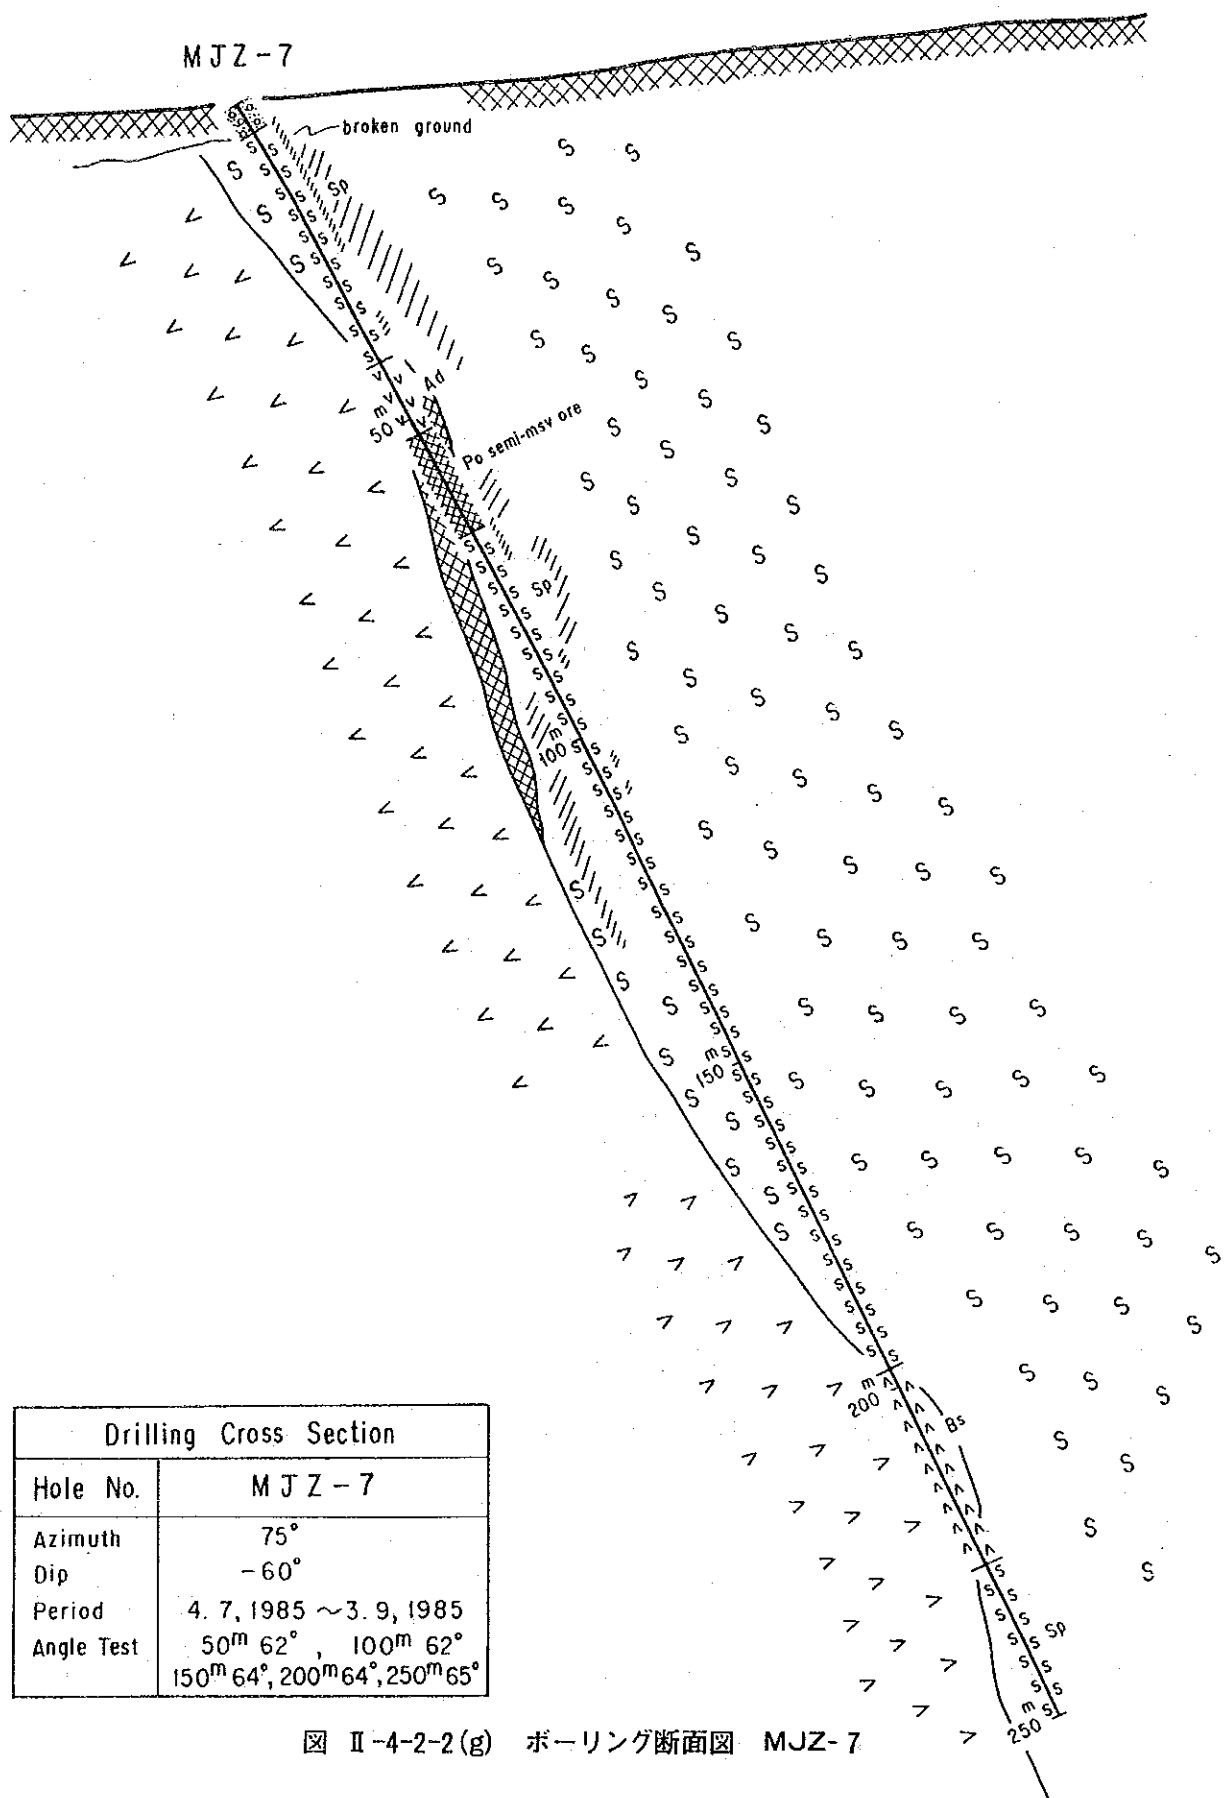 MJZ-7
broken ground
Sp
Ad
m
50
Po semi-msv ore
Sp
m
100
m
150
m
200
Bs
Sp
m
250
Drilling Cross Section
Hole No. MJZ-7
Azimuth 75°
Dip -60°
Period 4. 7, 1985 ～3. 9, 1985
Angle Test 50m 62° , 100m 62°
150m 64°, 200m 64°, 250m 65°
図 Ⅱ-4-2-2(g) ボーリング断面図 MJZ-7